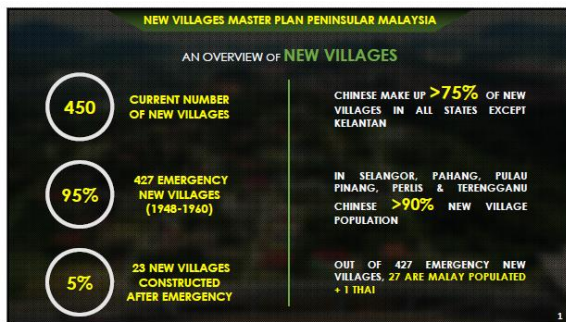 NEW VILLAGES MASTER PLAN PENINSULAR MALAYSIA
AN OVERVIEW OF NEW VILLAGES
450
CURRENT NUMBER
OF NEW VILLAGES
95%
427 EMERGENCY
NEW VILLAGES
(1948-1960)
5%
23 NEW VILLAGES
CONSTRUCTED
AFTER EMERGENCY
CHINESE MAKE UP >75% OF NEW
VILLAGES IN ALL STATES EXCEPT
KELANTAN
IN SELANGOR, PAHANG, PULAU
PINANG, PERLIS & TERENGGANU
CHINESE >90% NEW VILLAGE
POPULATION
OUT OF 427 EMERGENCY NEW
VILLAGES, 27 ARE MALAY POPULATED
+ 1 THAI
1